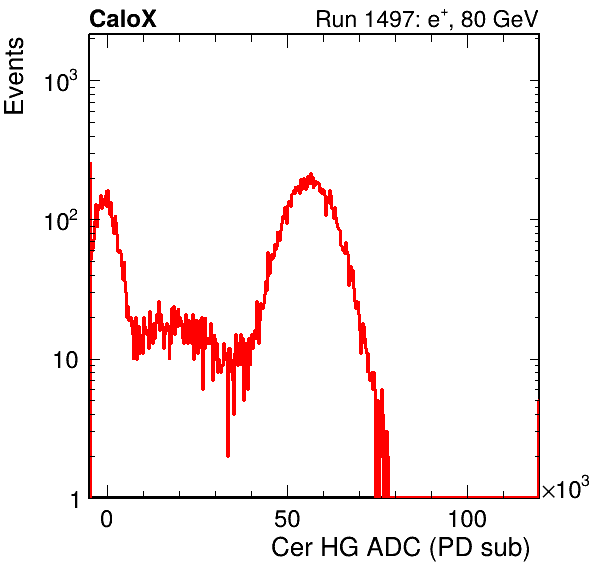 CaloX Run 1497: e⁺, 80 GeV
Events
10³
10²
10
1
0 50 100
×10³
Cer HG ADC (PD sub)